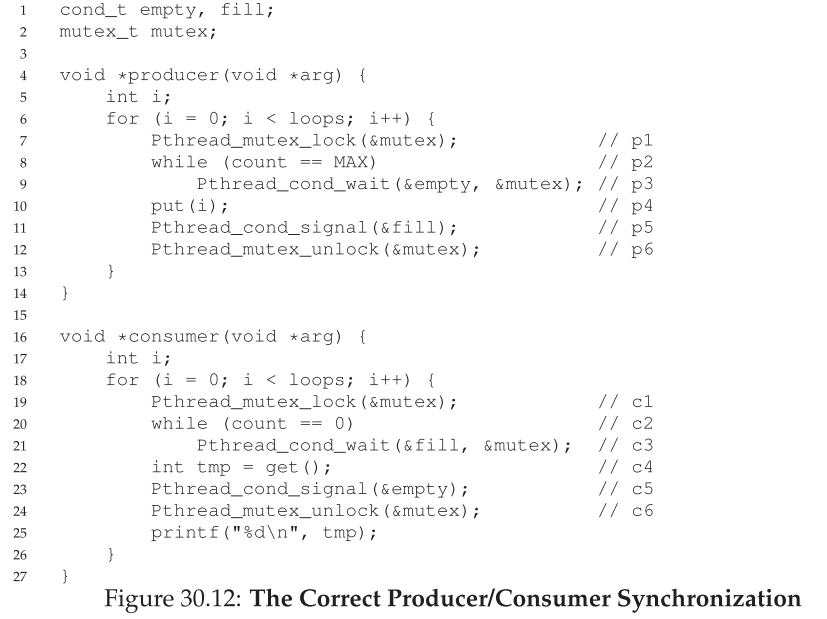 1 cond_t empty, fill;
2 mutex_t mutex;
3
4 void *producer(void *arg) {
5     int i;
6     for (i = 0; i < loops; i++) {
7         Pthread_mutex_lock(&mutex);            // p1
8         while (count == MAX)                   // p2
9             Pthread_cond_wait(&empty, &mutex); // p3
10         put(i);                                // p4
11         Pthread_cond_signal(&fill);            // p5
12         Pthread_mutex_unlock(&mutex);          // p6
13     }
14 }
15
16 void *consumer(void *arg) {
17     int i;
18     for (i = 0; i < loops; i++) {
19         Pthread_mutex_lock(&mutex);            // c1
20         while (count == 0)                     // c2
21             Pthread_cond_wait(&fill, &mutex);  // c3
22         int tmp = get();                       // c4
23         Pthread_cond_signal(&empty);           // c5
24         Pthread_mutex_unlock(&mutex);          // c6
25         printf("%d\n", tmp);
26     }
27 }
Figure 30.12: The Correct Producer/Consumer Synchronization